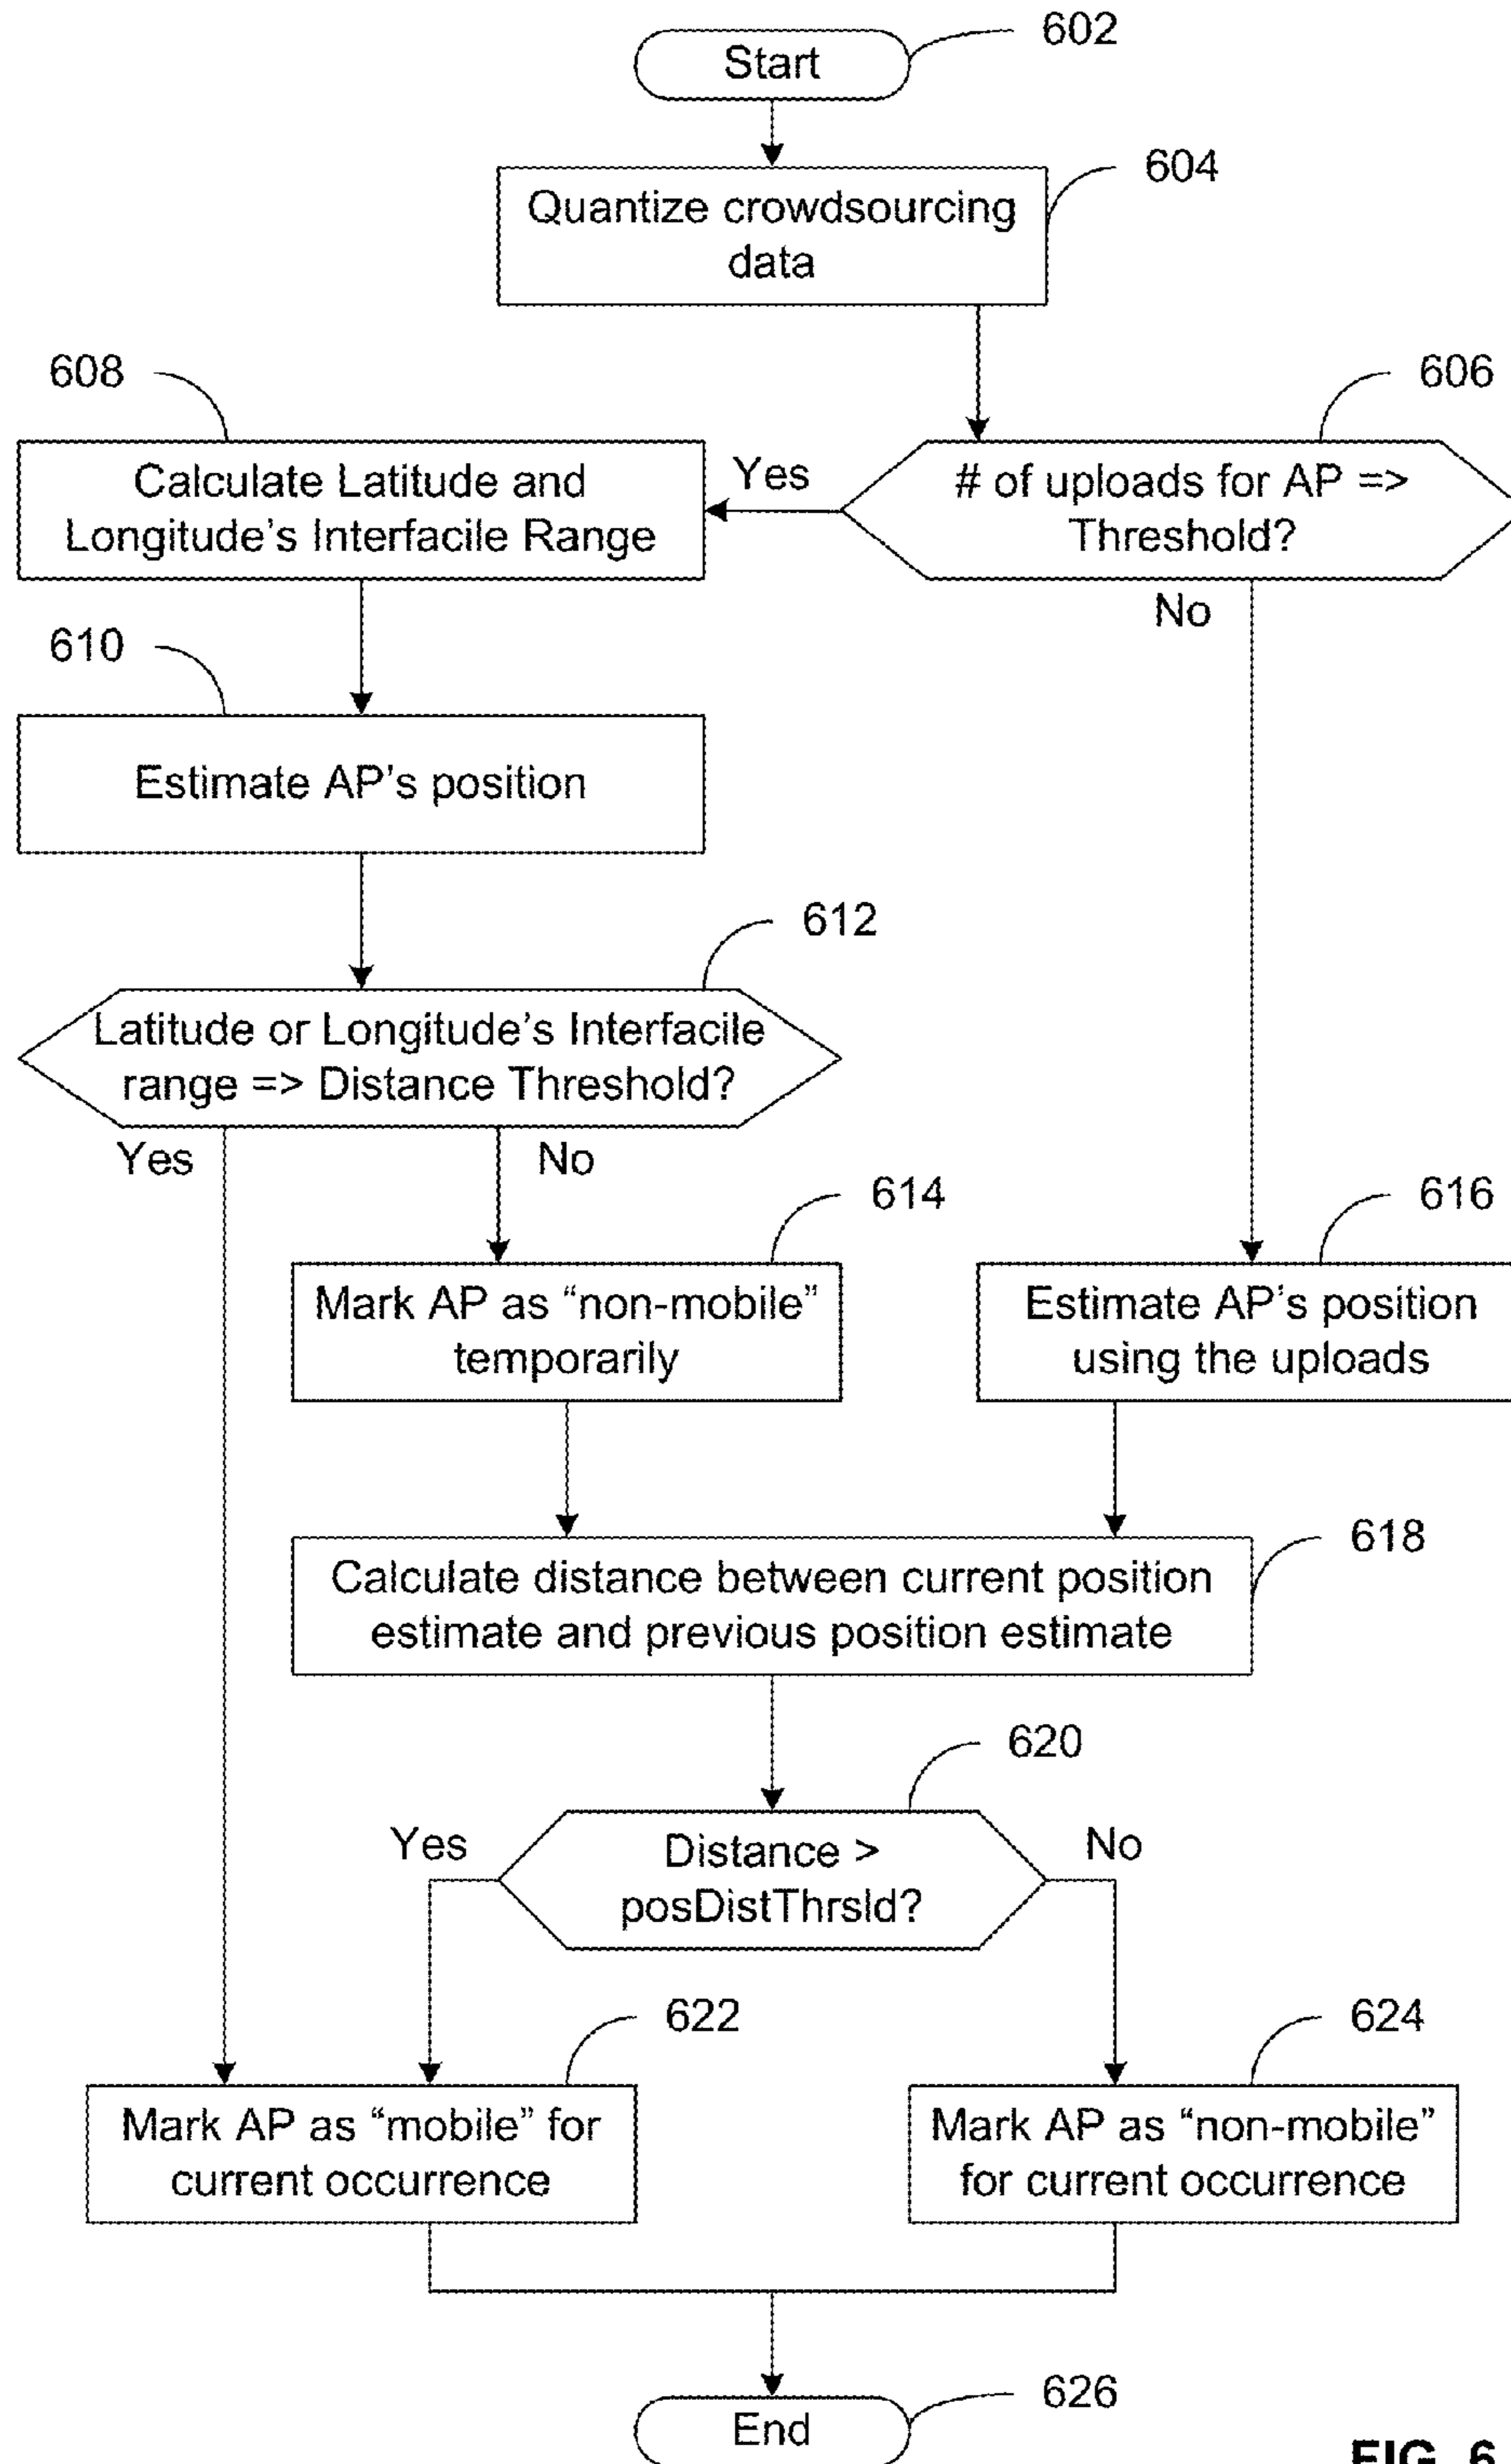 602
Start
604
Quantize crowdsourcing
data
608
606
Calculate Latitude and
Longitude's Interfacile Range
Yes
# of uploads for AP =>
Threshold?
No
610
Estimate AP's position
612
Latitude or Longitude's Interfacile
range => Distance Threshold?
Yes
No
614
616
Mark AP as “non-mobile”
temporarily
Estimate AP's position
using the uploads
618
Calculate distance between current position
estimate and previous position estimate
620
Yes
Distance >
posDistThrsld?
No
622
624
Mark AP as “mobile” for
current occurrence
Mark AP as “non-mobile”
for current occurrence
626
End
FIG. 6